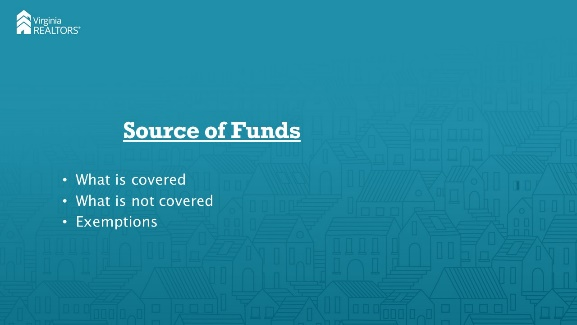 Virginia
REALTORS®
Source of Funds
• What is covered
• What is not covered
• Exemptions